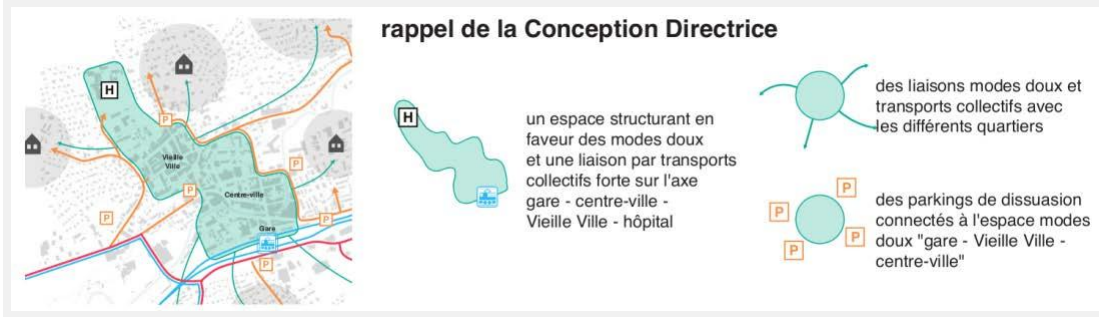 rappel de la Conception Directrice
H
P
Vieille
Ville
P
P
Centre-ville
P
P
Gare
P
H
un espace structurant en
faveur des modes doux
et une liaison par transports
collectifs forte sur l'axe
gare - centre-ville -
Vieille Ville - hôpital
des liaisons modes doux et
transports collectifs avec
les différents quartiers
P
P
P
P
des parkings de dissuasion
connectés à l'espace modes
doux "gare - Vieille Ville -
centre-ville"